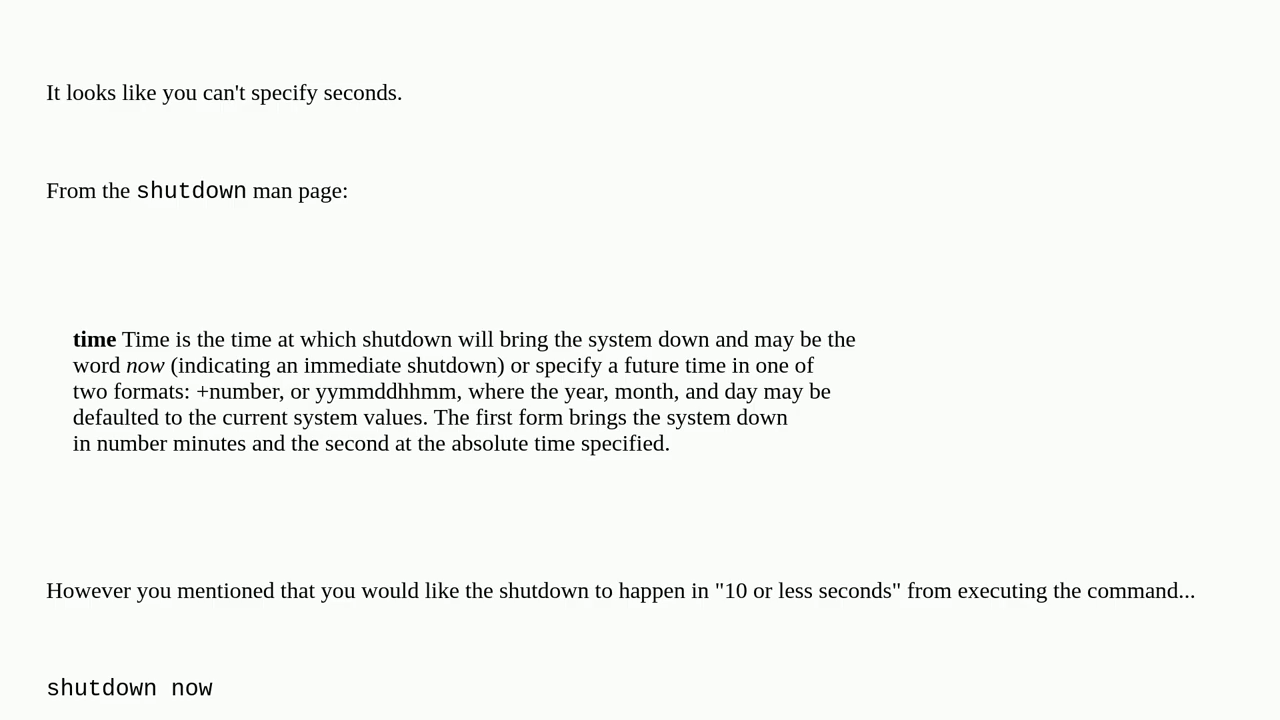 It looks like you can't specify seconds.
From the shutdown man page:
time Time is the time at which shutdown will bring the system down and may be the
word now (indicating an immediate shutdown) or specify a future time in one of
two formats: +number, or yymmddhhmm, where the year, month, and day may be
defaulted to the current system values. The first form brings the system down
in number minutes and the second at the absolute time specified.
However you mentioned that you would like the shutdown to happen in "10 or less seconds" from executing the command...
shutdown now